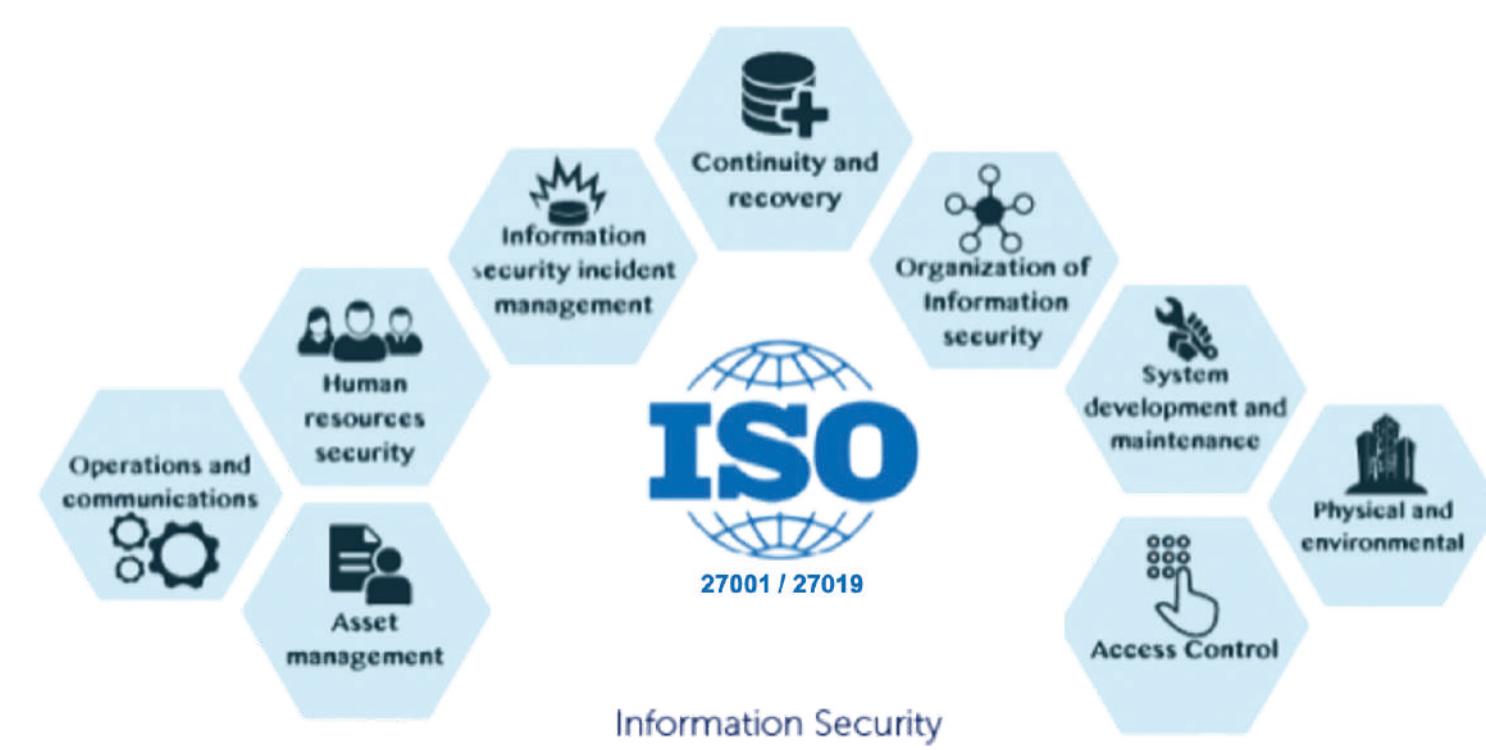 Continuity and
recovery
Information
security incident
management
Organization of
Information
security
Human
resources
security
System
development and
maintenance
Operations and
communications
Physical and
environmental
Asset
management
Access Control
ISO
27001 / 27019
Information Security